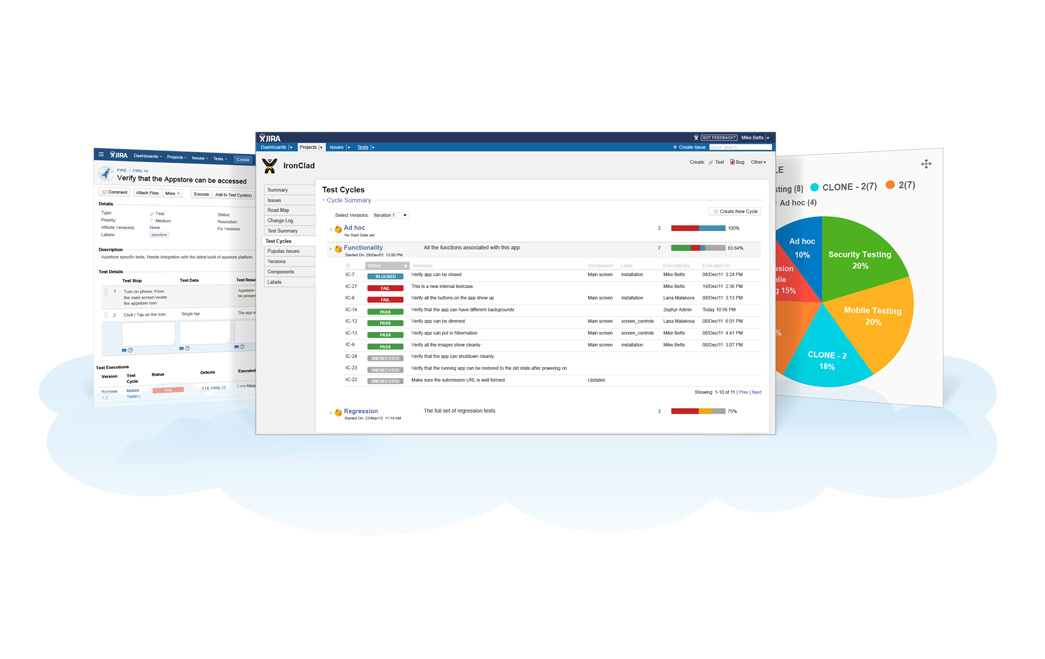 JIRA
Dashboards Projects Issues Tests Create
FIRE / FIRE-14
Verify that the Appstore can be accessed
Comment Attach Files More Execute Add to Test Cycle(s)
Details
Type: Test Status:
Priority: Medium Resolution:
Affects Versions: None Fix Versions:
Labels: appstore
Description
Appstore specific tests. Needs integration with the latest build of appstore platform.
Test Details
Test Step Test Data Test Resu
1 Turn on phone. From
the main screen locate
the appstore icon
Appstore
be presen
2 Click / Tap on the icon Single tap The app
Test Executions
Version Test
Cycle Status Defects Executed
Mobile
Testing
FIRE-15
JIRA GOT FEEDBACK? Mike Betts
Dashboards Projects Issues Tests + Create Issue Quick Search
IronClad Create: Test Bug Other
Summary
Issues
Road Map
Change Log
Test Summary
Test Cycles
Populas Issues
Versions
Components
Labels
Test Cycles
Cycle Summary
Select Versions: Iteration 1 Create New Cycle
Ad hoc 2 100%
No Start Date set
Functionality All the functions associated with this app 7 63.64%
Started On: 28/Dec/01 12:00 PM
ID Status Summary Component Label Executed By Executed On
IC-7 BLOCKED Verify app can be closed Main screen installation Mike Betts 08/Dec/11 3:24 PM
IC-27 FAIL This is a new internal testcase Mike Betts 19/Dec/11 2:36 PM
IC-8 FAIL Verify all the buttons on the app show up Main screen installation Lana Malakova 08/Dec/11 3:13 PM
IC-14 PASS Verify that the app can have different backgrounds Zephyr Admin Today 10:56 PM
IC-12 PASS Verify app can be dimmed Main screen screen_controls Lana Malakova 08/Dec/11 6:01 PM
IC-13 PASS Verify app can put in hibernation Main screen screen_controls Mike Betts 08/Dec/11 4:41 PM
IC-9 PASS Verify all the images show cleanly Main screen installation Mike Betts 08/Dec/11 3:07 PM
IC-24 UNEXECUTED Verify that the app can shutdown cleanly
IC-23 UNEXECUTED Verify that the running app can be restored to the old state after powering on
IC-22 UNEXECUTED Make sure the submission URL is well formed Updates
Showing 1-10 of 11 | Prev | Next
Regression The full set of regression tests 3 75%
Started On: 23/Mar/12 11:14 AM
LE
sting (8) CLONE - 2(7) 2(7)
Ad hoc (4)
Ad hoc
10%
Security Testing
20%
Mobile Testing
20%
CLONE - 2
18%
ssion
ile
g 15%
%